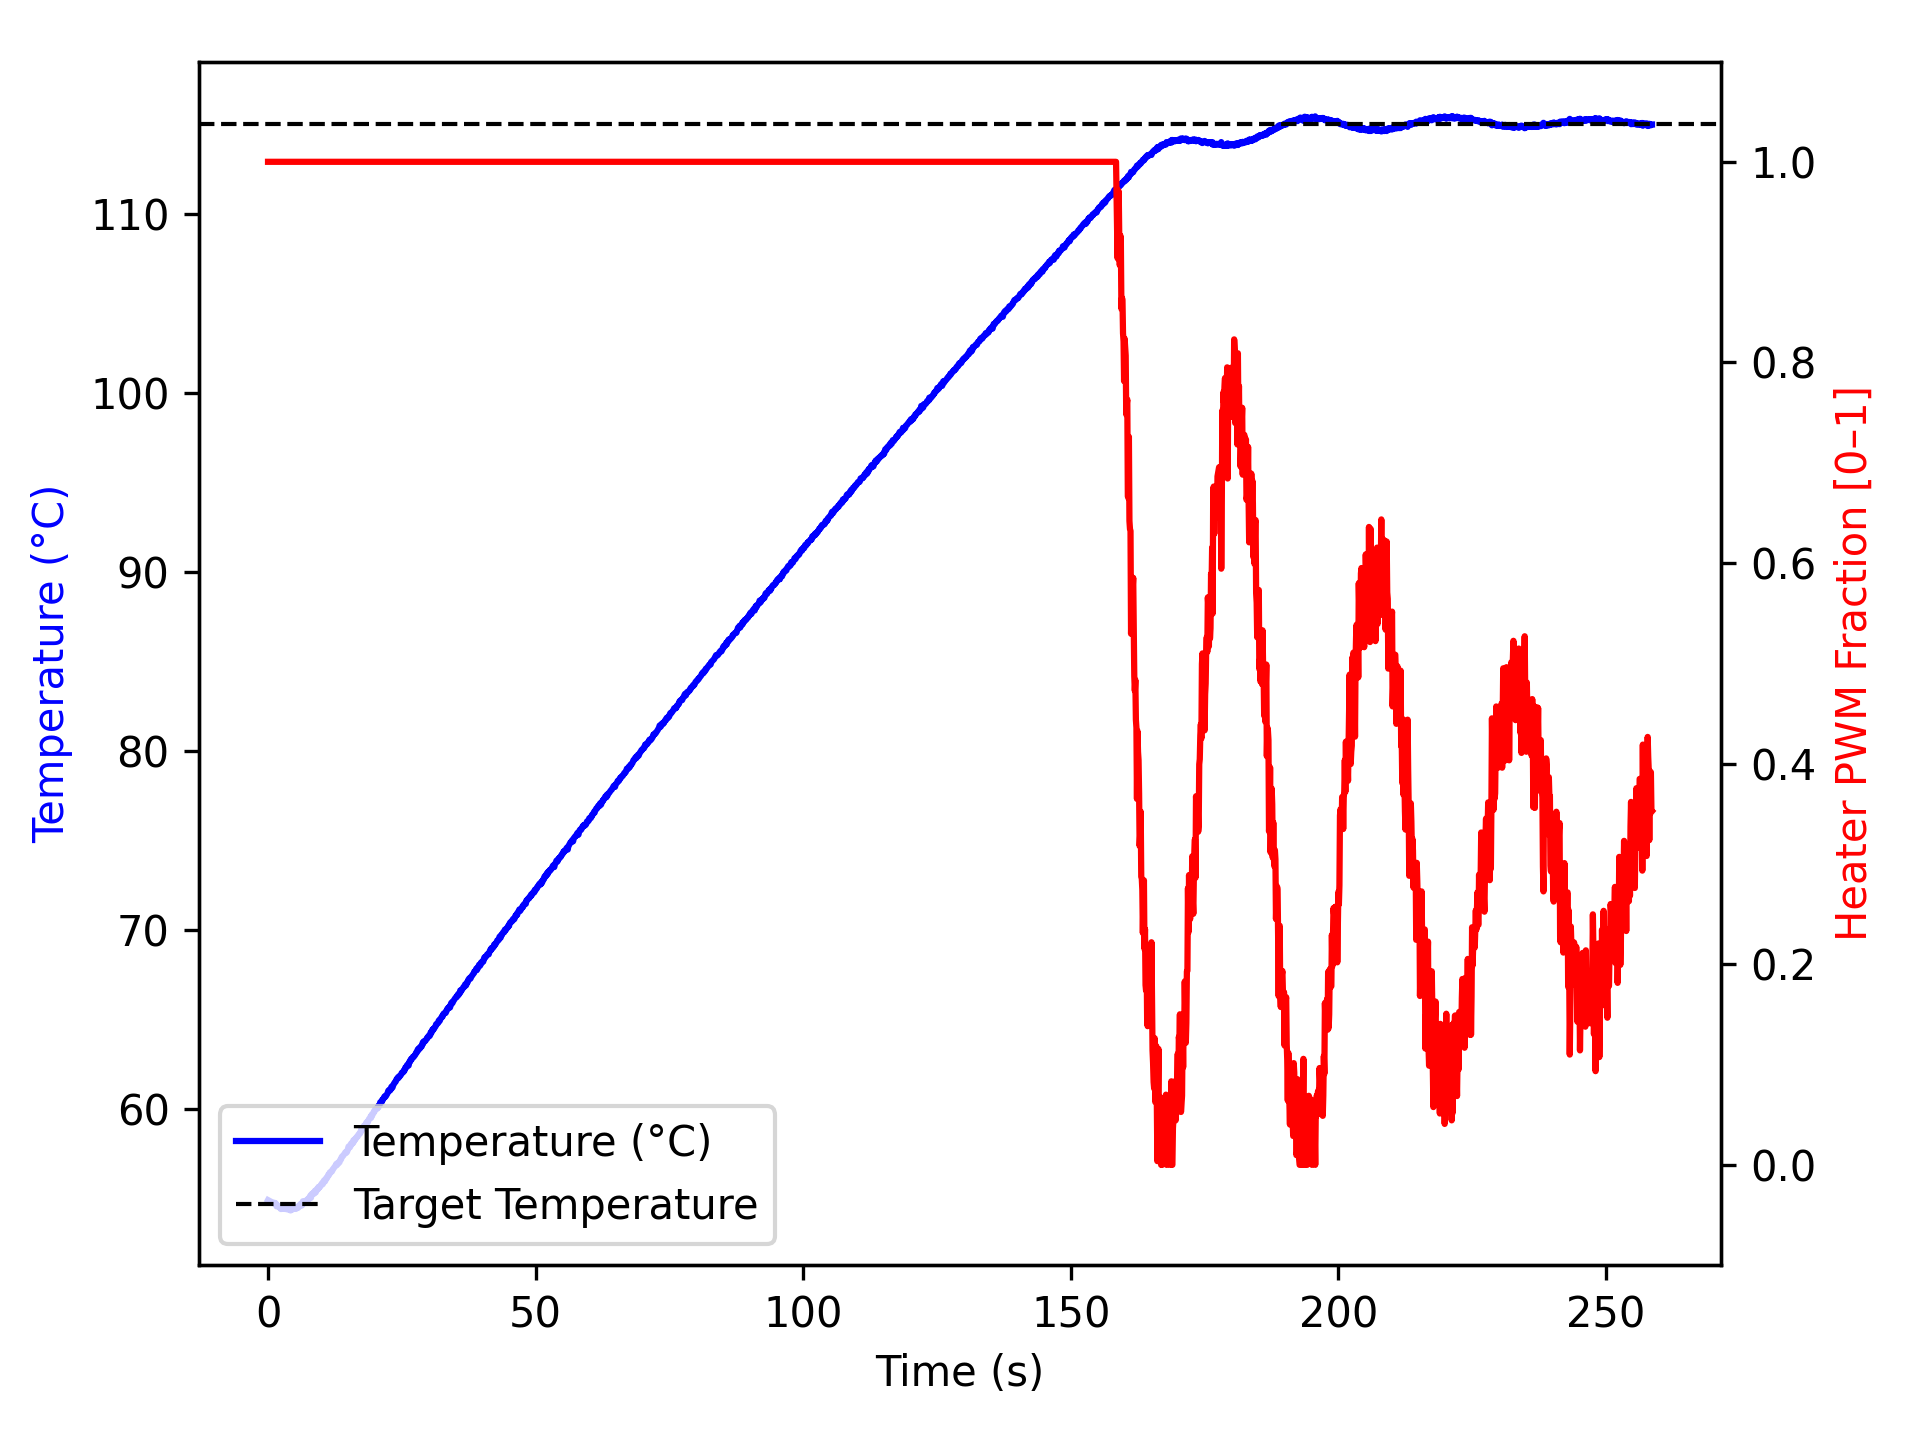 110
100
90
80
70
60
Temperature (°C)
1.0
0.8
0.6
0.4
0.2
0.0
Heater PWM Fraction [0–1]
Temperature (°C)
Target Temperature
0 50 100 150 200 250
Time (s)